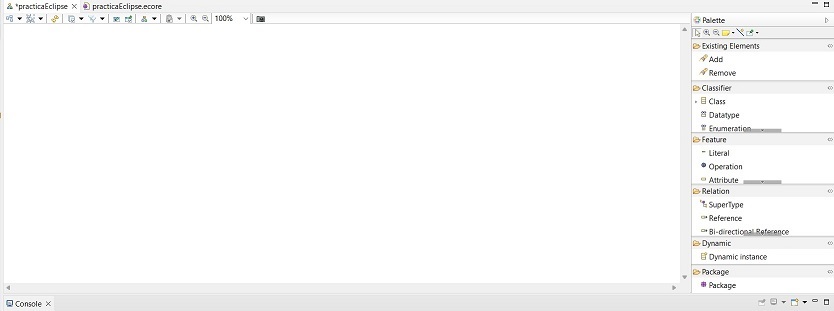 *practicaEclipse practicaEclipse.ecore
100%
Palette
Existing Elements
Add
Remove
Classifier
Class
Datatype
Enumeration
Feature
Literal
Operation
Attribute
Relation
SuperType
Reference
Bi-directional Reference
Dynamic
Dynamic instance
Package
Package
Console